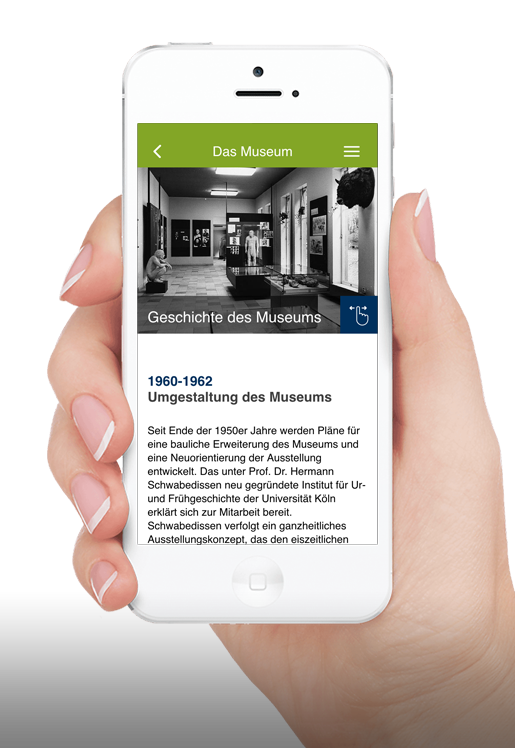 Das Museum
Geschichte des Museums
1960-1962
Umgestaltung des Museums
Seit Ende der 1950er Jahre werden Pläne für
eine bauliche Erweiterung des Museums und
eine Neuorientierung der Ausstellung
entwickelt. Das unter Prof. Dr. Hermann
Schwabedissen neu gegründete Institut für Ur-
und Frühgeschichte der Universität Köln
erklärt sich zur Mitarbeit bereit.
Schwabedissen verfolgt ein ganzheitliches
Ausstellungskonzept, das den eiszeitlichen